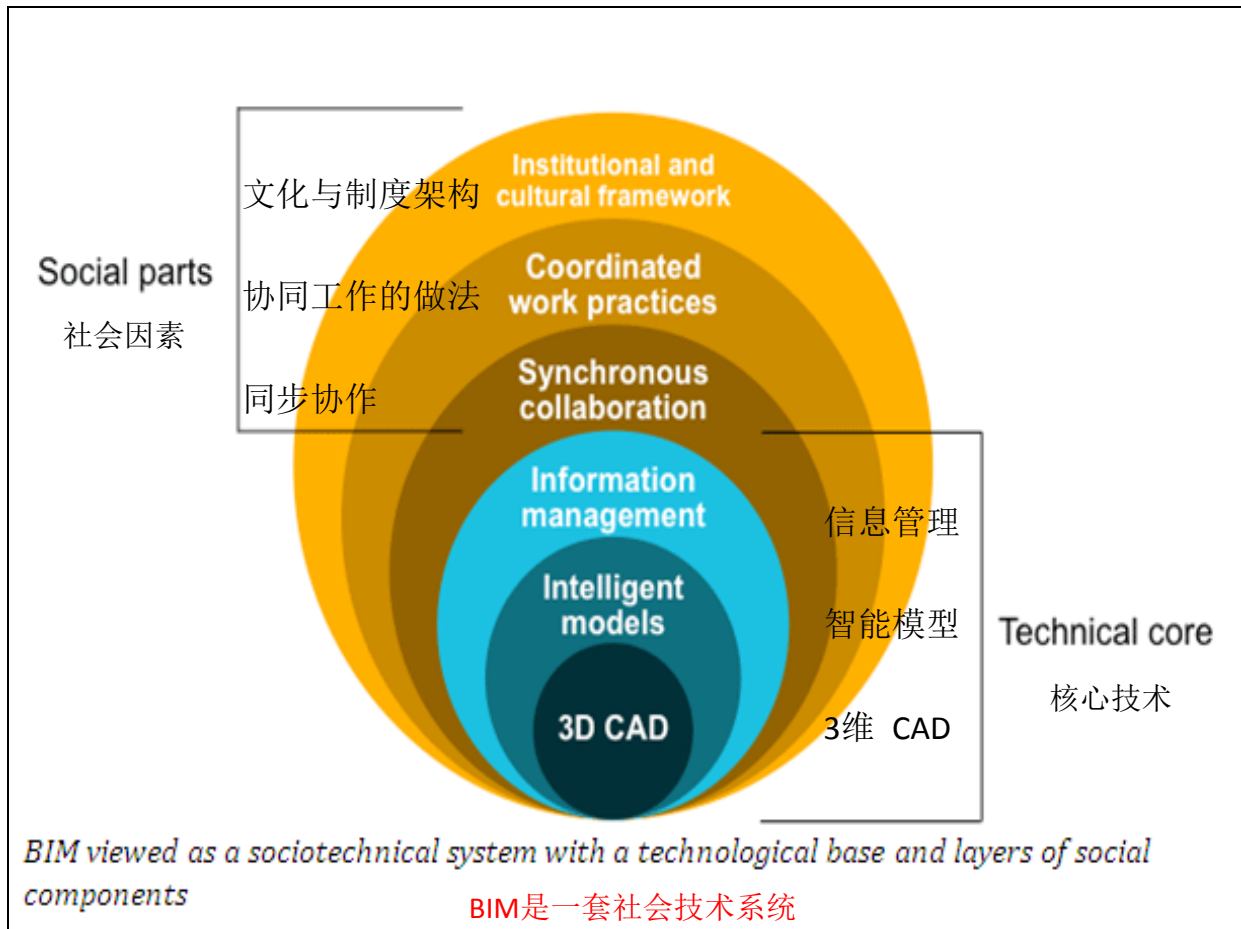 Institutional and
cultural framework
文化与制度架构
Social parts
社会因素
Coordinated
work practices
协同工作的做法
Synchronous
collaboration
同步协作
Information
management
信息管理
Intelligent
models
智能模型
Technical core
核心技术
3D CAD
3维 CAD
BIM viewed as a sociotechnical system with a technological base and layers of social
components
BIM是一套社会技术系统